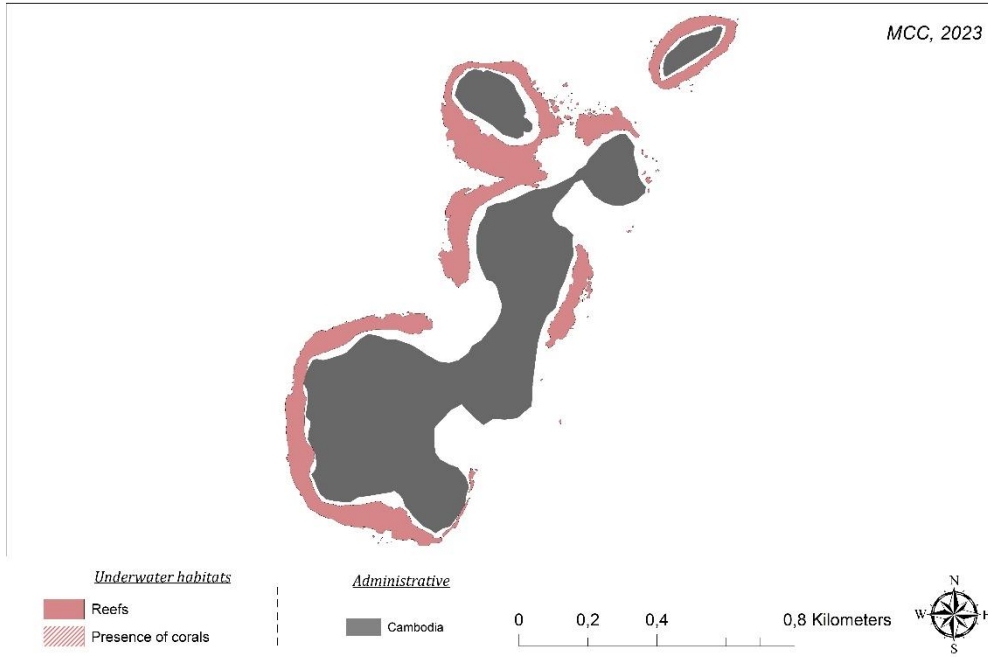 MCC, 2023
Underwater habitats
Reefs
Presence of corals
Administrative
Cambodia
0 0,2 0,4 0,8 Kilometers
N
W
S